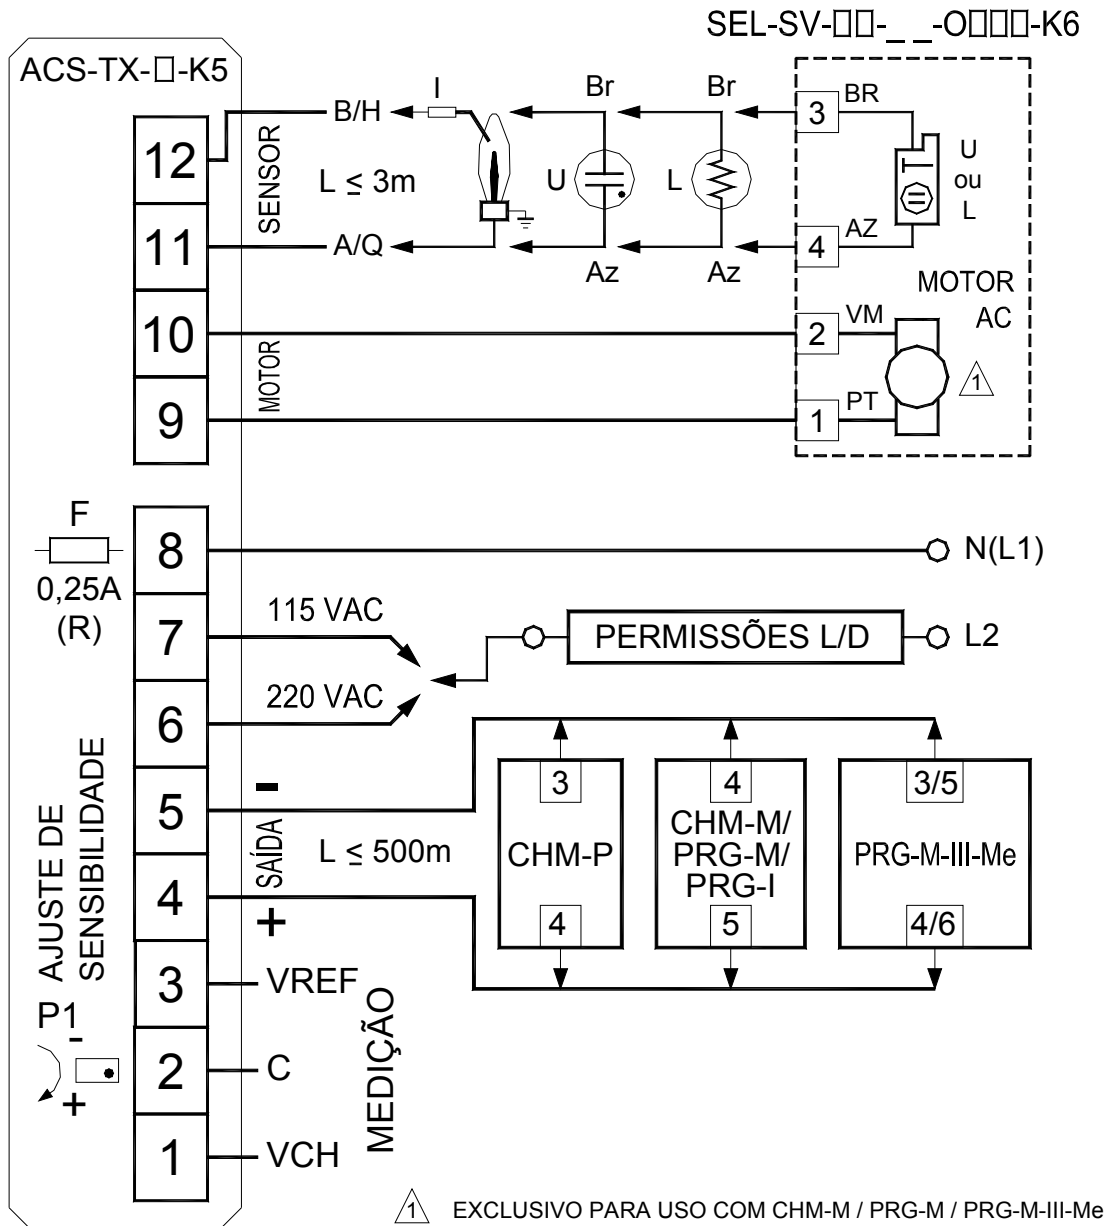 SEL-SV-□□-_ _-O□□□-K6
ACS-TX-□-K5
12
11
10
9
8
7
6
5
4
3
2
1
SENSOR
B/H
I
L ≤ 3m
A/Q
U
Br
Az
L
Br
Az
3
BR
4
AZ
U
ou
L
MOTOR
AC
2
VM
1
PT
1
MOTOR
F
0,25A
(R)
N(L1)
115 VAC
220 VAC
PERMISSÕES L/D
L2
AJUSTE DE
SENSIBILIDADE
P1
-
+
-
SAÍDA
+
L ≤ 500m
3
CHM-P
4
4
CHM-M/
PRG-M/
PRG-I
5
3/5
PRG-M-III-Me
4/6
VREF
C
VCH
MEDIÇÃO
1 EXCLUSIVO PARA USO COM CHM-M / PRG-M / PRG-M-III-Me